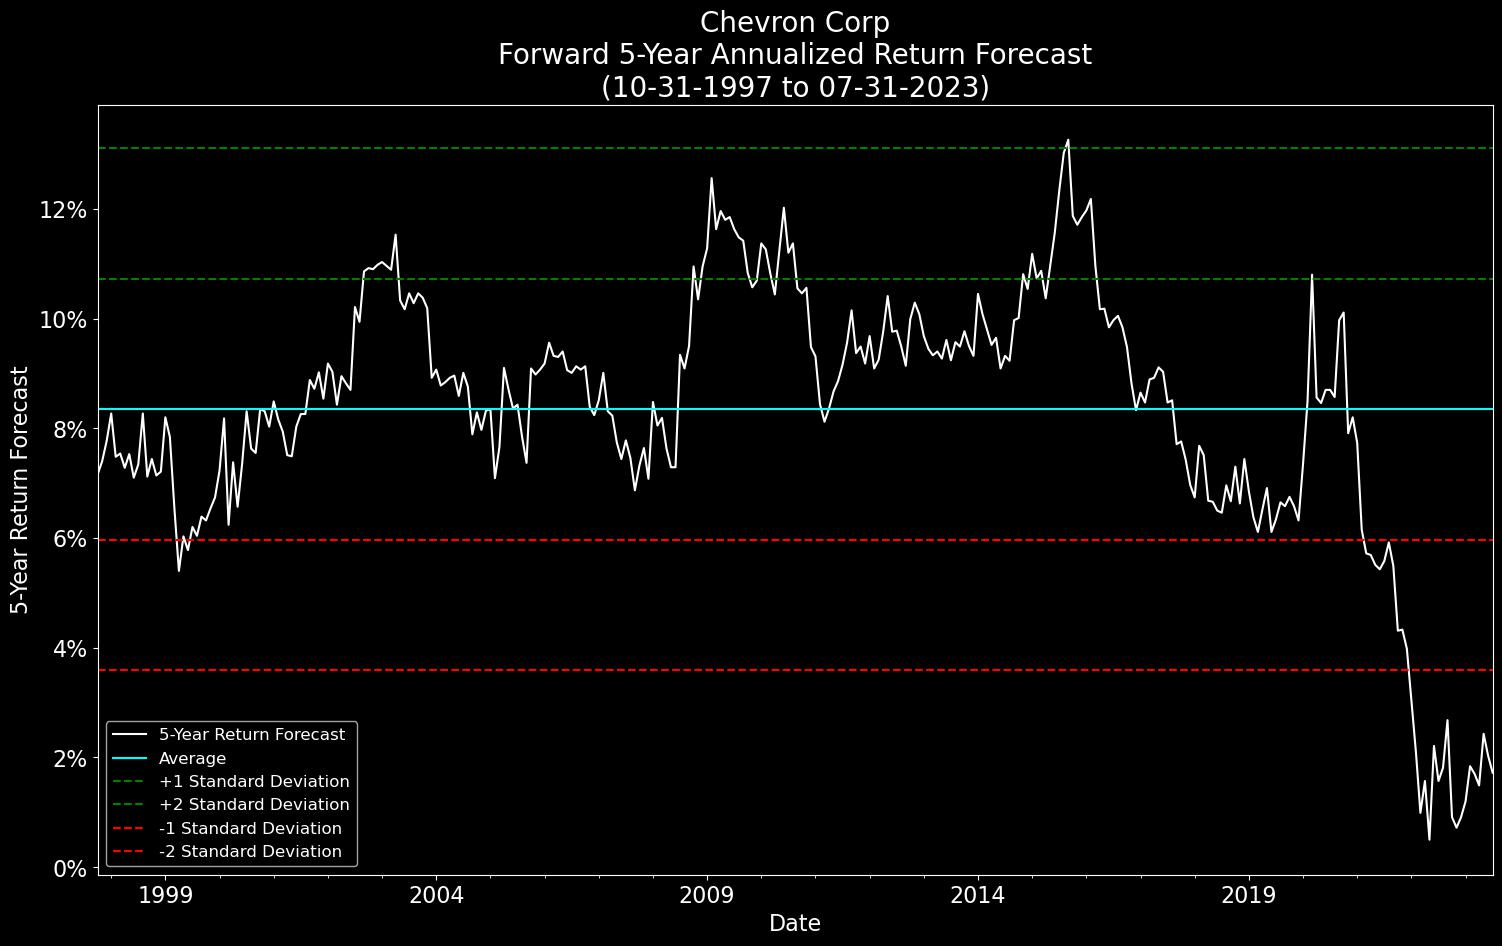 Chevron Corp
Forward 5-Year Annualized Return Forecast
(10-31-1997 to 07-31-2023)
5-Year Return Forecast
12%
10%
8%
6%
4%
2%
0%
5-Year Return Forecast
Average
+1 Standard Deviation
+2 Standard Deviation
-1 Standard Deviation
-2 Standard Deviation
1999 2004 2009 2014 2019
Date